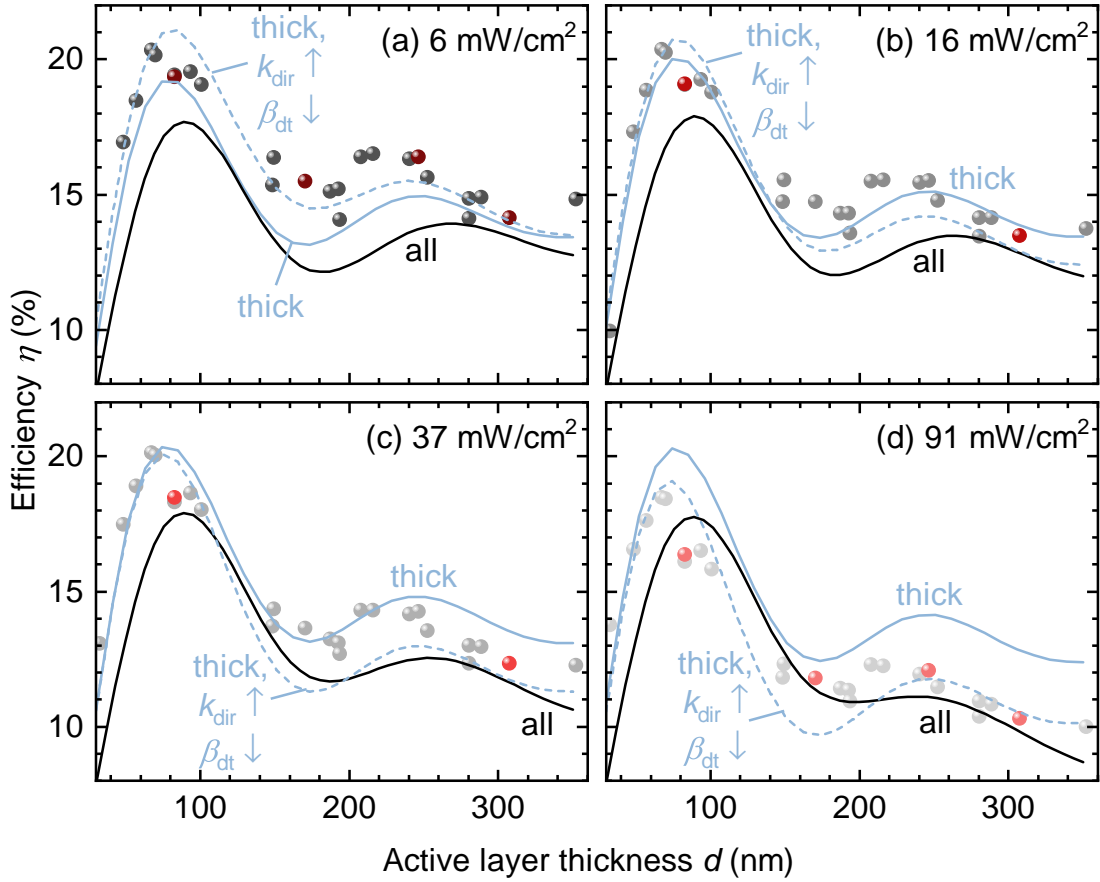 (a) 6 mW/cm²
thick,
k_dir ↑
β_dt ↓
all
thick
20
15
10
(b) 16 mW/cm²
thick,
k_dir ↑
β_dt ↓
thick
all
Efficiency η (%)
(c) 37 mW/cm²
thick
thick,
k_dir ↑
β_dt ↓
all
20
15
10
100 200 300
(d) 91 mW/cm²
thick
thick,
k_dir ↑
β_dt ↓
all
100 200 300
Active layer thickness d (nm)